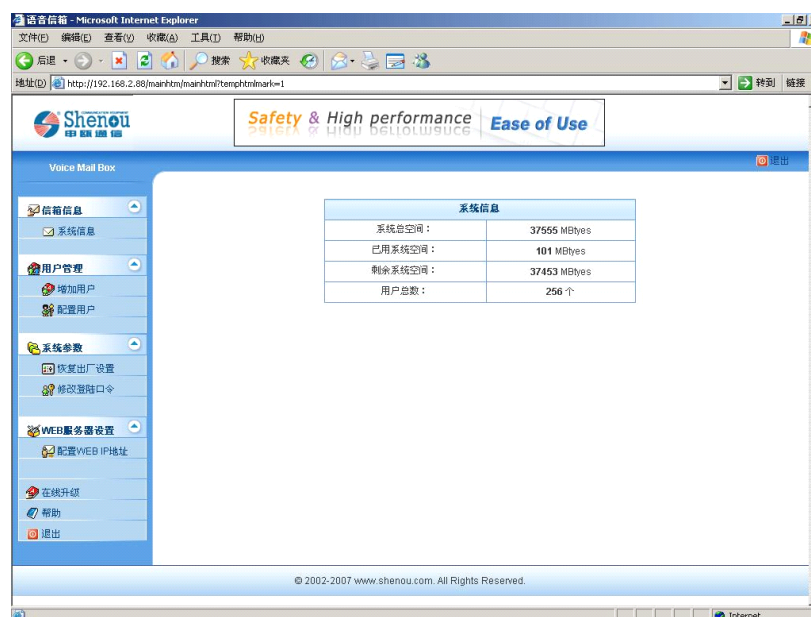 语音信箱 - Microsoft Internet Explorer
文件(F) 编辑(E) 查看(V) 收藏(A) 工具(T) 帮助(H)
后退 搜索 收藏夹
地址(D) http://192.168.2.88/mainhtm/mainhtml?temphtmlmark=1 转到 链接
Shenou
申瓯通信
Safety & High performance Ease of Use
Voice Mail Box
退出
信箱信息
系统信息
用户管理
增加用户
配置用户
系统参数
恢复出厂设置
修改登陆口令
WEB服务器设置
配置WEB IP地址
在线升级
帮助
退出
系统信息
系统总空间： 37555 MBtyes
已用系统空间： 101 MBtyes
剩余系统空间： 37453 MBtyes
用户总数： 256 个
© 2002-2007 www.shenou.com. All Rights Reserved.
Internet